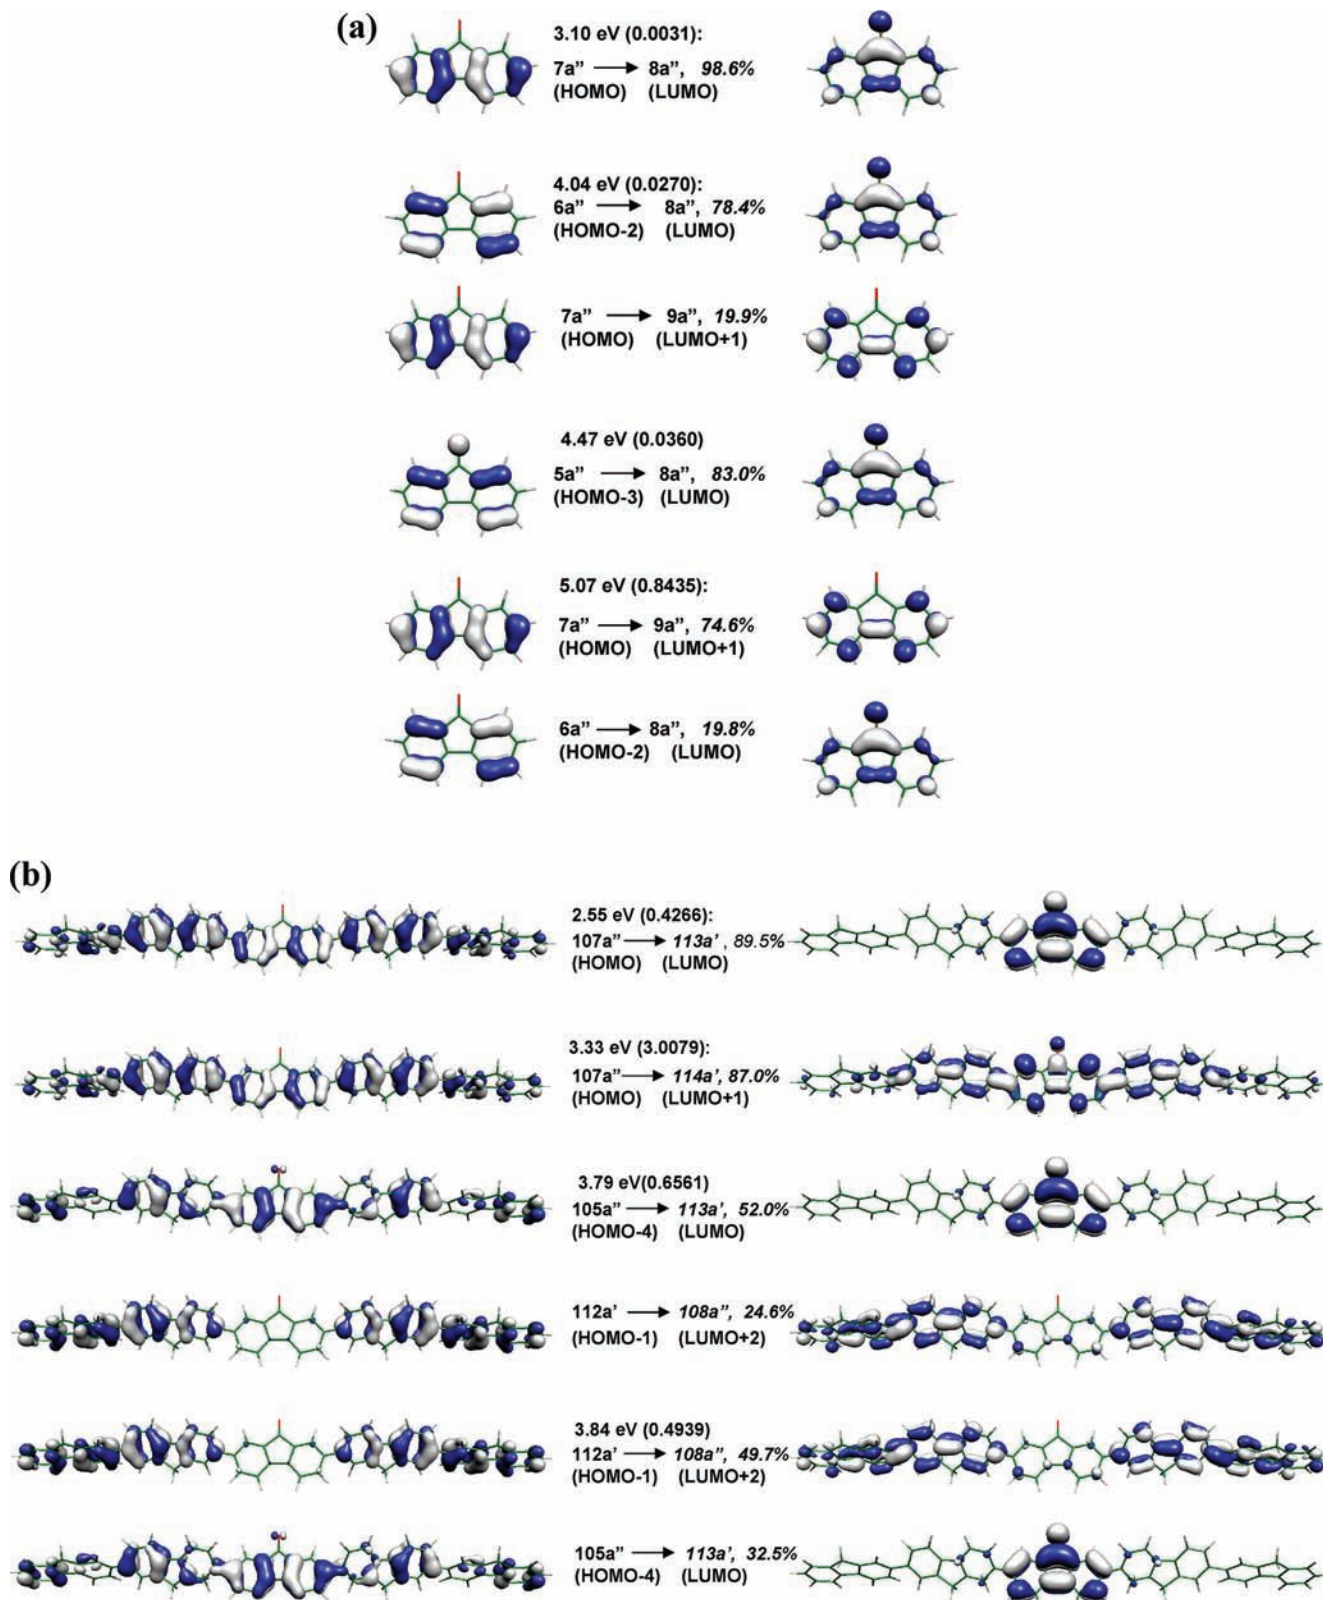 (a)
3.10 eV (0.0031):
7a” → 8a”, 98.6%
(HOMO) (LUMO)
4.04 eV (0.0270):
6a” → 8a”, 78.4%
(HOMO-2) (LUMO)
7a” → 9a”, 19.9%
(HOMO) (LUMO+1)
4.47 eV (0.0360)
5a” → 8a”, 83.0%
(HOMO-3) (LUMO)
5.07 eV (0.8435):
7a” → 9a”, 74.6%
(HOMO) (LUMO+1)
6a” → 8a”, 19.8%
(HOMO-2) (LUMO)
(b)
2.55 eV (0.4266):
107a” → 113a’ , 89.5%
(HOMO) (LUMO)
3.33 eV (3.0079):
107a” → 114a’, 87.0%
(HOMO) (LUMO+1)
3.79 eV(0.6561)
105a” → 113a’, 52.0%
(HOMO-4) (LUMO)
112a’ → 108a”, 24.6%
(HOMO-1) (LUMO+2)
3.84 eV (0.4939)
112a’ → 108a”, 49.7%
(HOMO-1) (LUMO+2)
105a” → 113a’, 32.5%
(HOMO-4) (LUMO)